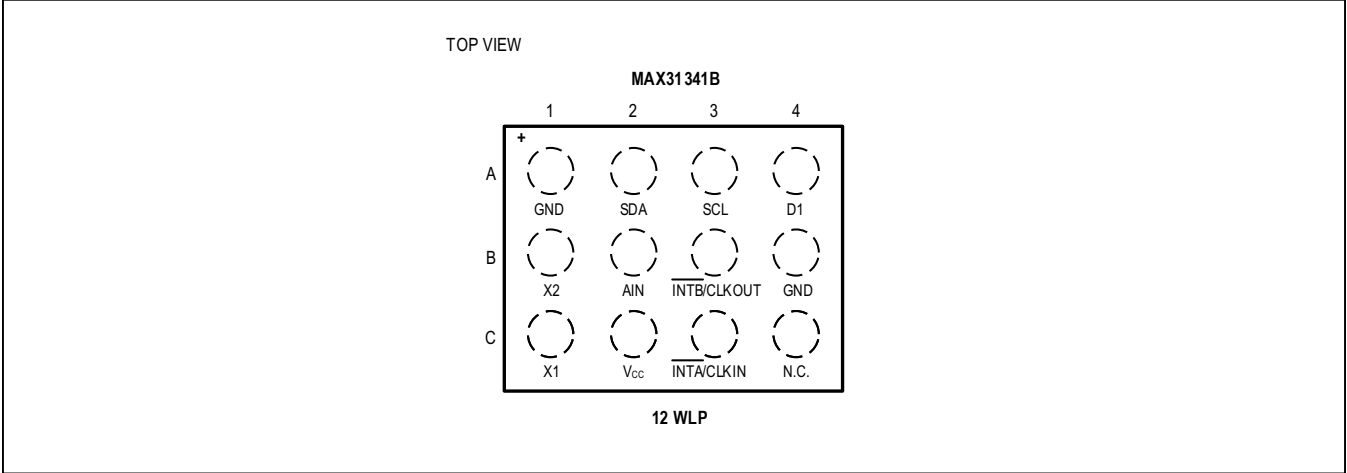 TOP VIEW
MAX31341B
1 2 3 4
+
A
GND SDA SCL D1
B
X2 AIN INTB/CLKOUT GND
C
X1 VCC INTA/CLKIN N.C.
12 WLP